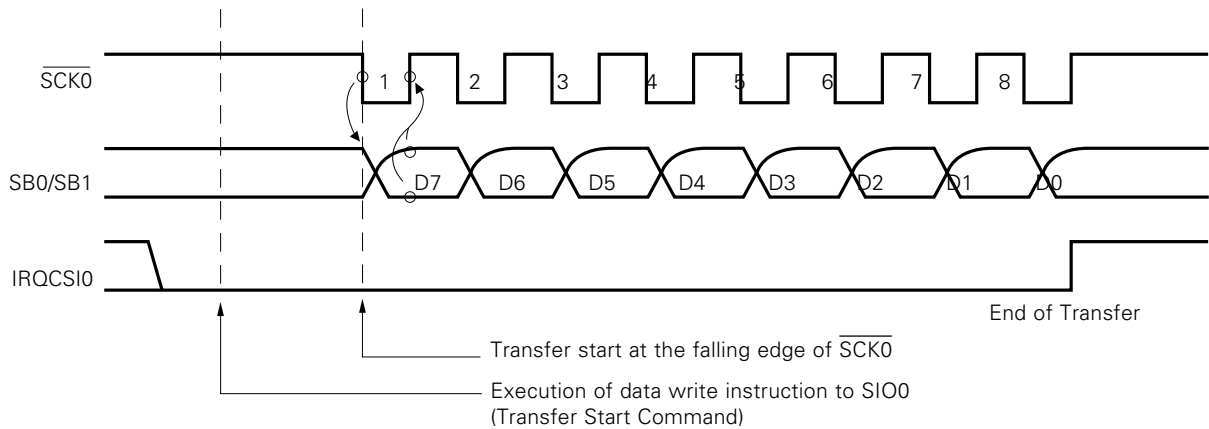 SCK0 1 2 3 4 5 6 7 8
SB0/SB1 D7 D6 D5 D4 D3 D2 D1 D0
IRQCSI0
End of Transfer
Transfer start at the falling edge of SCK0
Execution of data write instruction to SIO0
(Transfer Start Command)